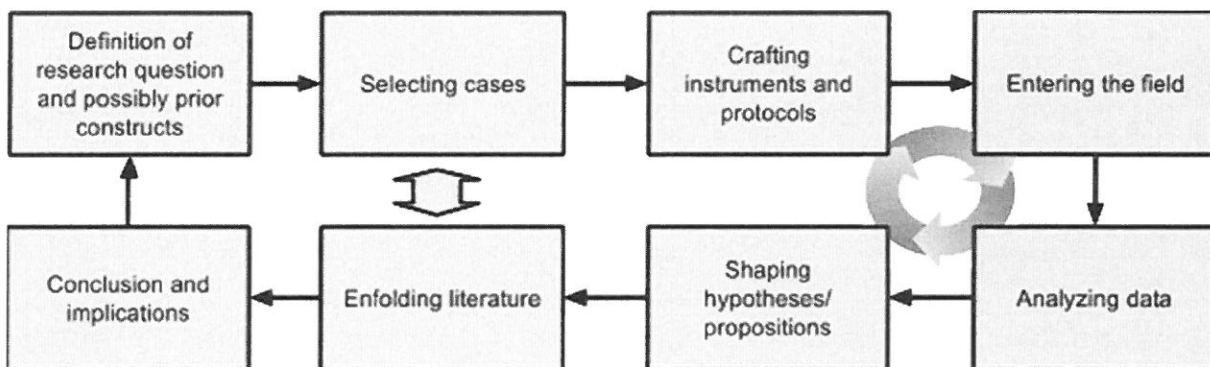 Definition of
research question
and possibly prior
constructs
Selecting cases
Crafting
instruments and
protocols
Entering the field
Conclusion and
implications
Enfolding literature
Shaping
hypotheses/
propositions
Analyzing data